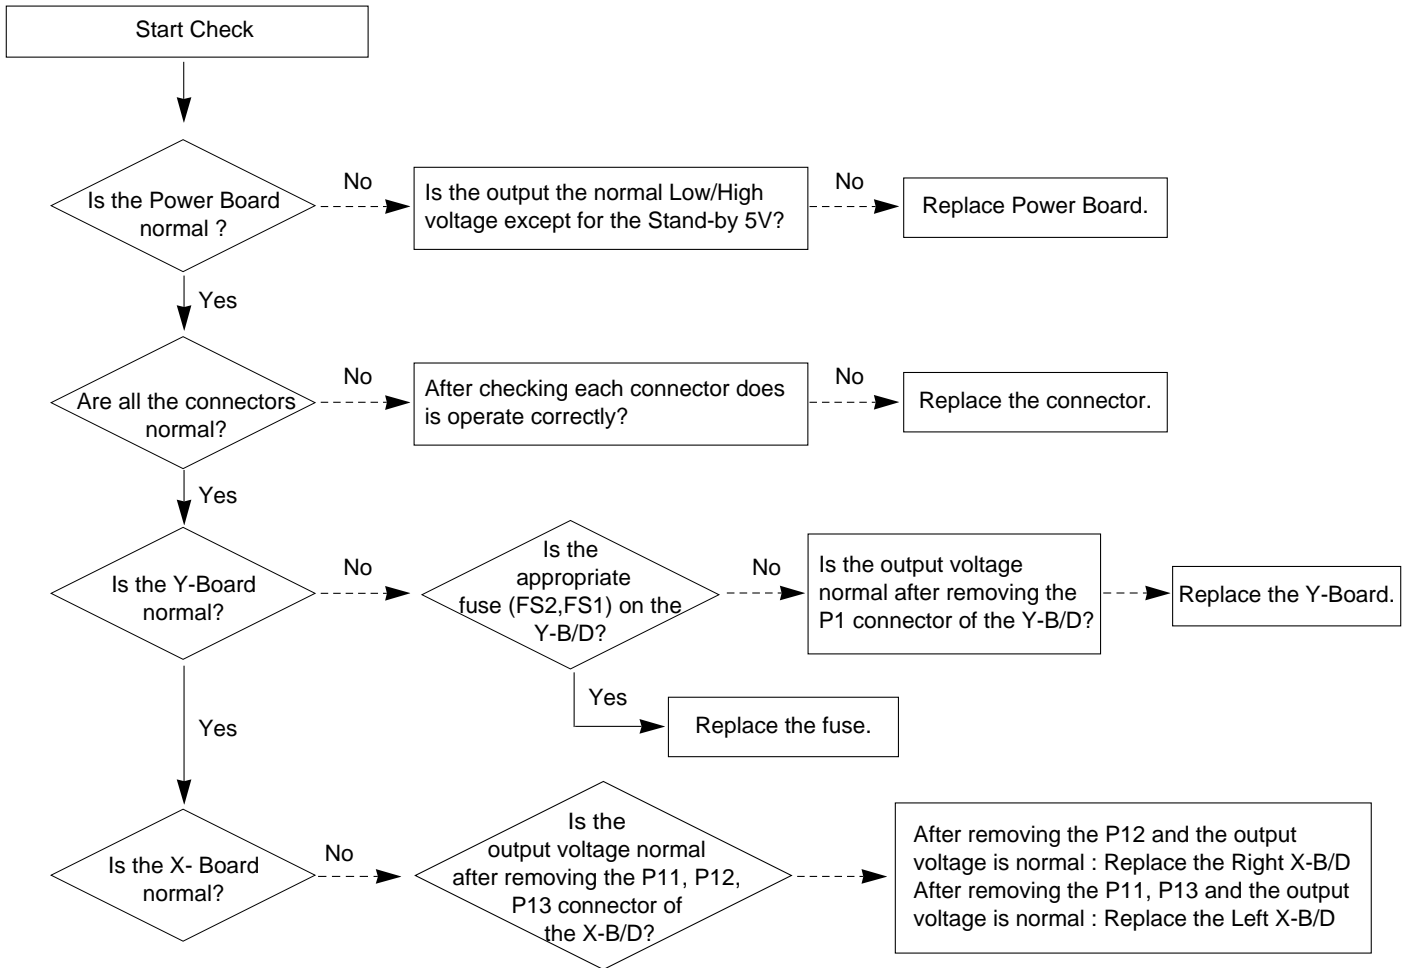 Start Check
Is the Power Board
normal ?
No
Is the output the normal Low/High
voltage except for the Stand-by 5V?
No
Replace Power Board.
Yes
Are all the connectors
normal?
No
After checking each connector does
is operate correctly?
No
Replace the connector.
Yes
Is the Y-Board
normal?
No
Is the
appropriate
fuse (FS2,FS1) on the
Y-B/D?
No
Is the output voltage
normal after removing the
P1 connector of the Y-B/D?
Replace the Y-Board.
Yes
Replace the fuse.
Yes
Is the X- Board
normal?
No
Is the
output voltage normal
after removing the P11, P12,
P13 connector of
the X-B/D?
After removing the P12 and the output
voltage is normal : Replace the Right X-B/D
After removing the P11, P13 and the output
voltage is normal : Replace the Left X-B/D